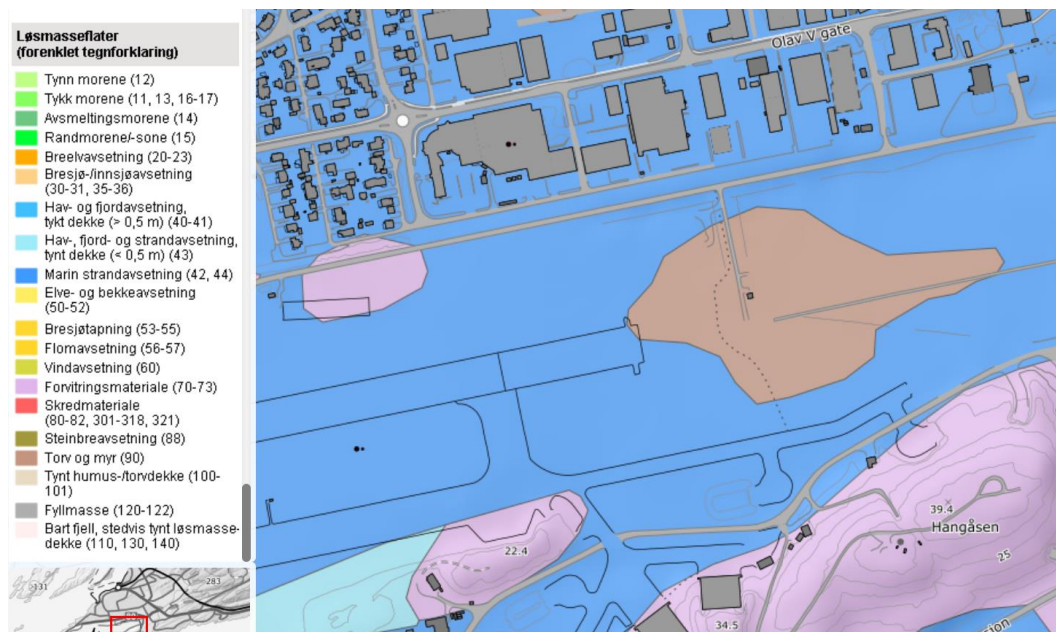 Løsmasseflater
(forenklet tegnforklaring)
Tynn morene (12)
Tykk morene (11, 13, 16-17)
Avsmeltingsmorene (14)
Randmorene/-sone (15)
Breelvavsetning (20-23)
Bresjø-/innsjøavsetning
(30-31, 35-36)
Hav- og fjordavsetning,
tykt dekke (> 0,5 m) (40-41)
Hav-, fjord- og strandavsetning,
tynt dekke (< 0,5 m) (43)
Marin strandavsetning (42, 44)
Elve- og bekkeavsetning
(50-52)
Bresjøtapning (53-55)
Flomavsetning (56-57)
Vindavsetning (60)
Forvitringsmateriale (70-73)
Skredmateriale
(80-82, 301-318, 321)
Steinbreavsetning (88)
Torv og myr (90)
Tynt humus-/torvdekke (100-
101)
Fyllmasse (120-122)
Bart fjell, stedvis tynt løsmasse-
dekke (110, 130, 140)
131
283
Olav V gate
39.4
Hangåsen
22.4
25
34.5
sjon